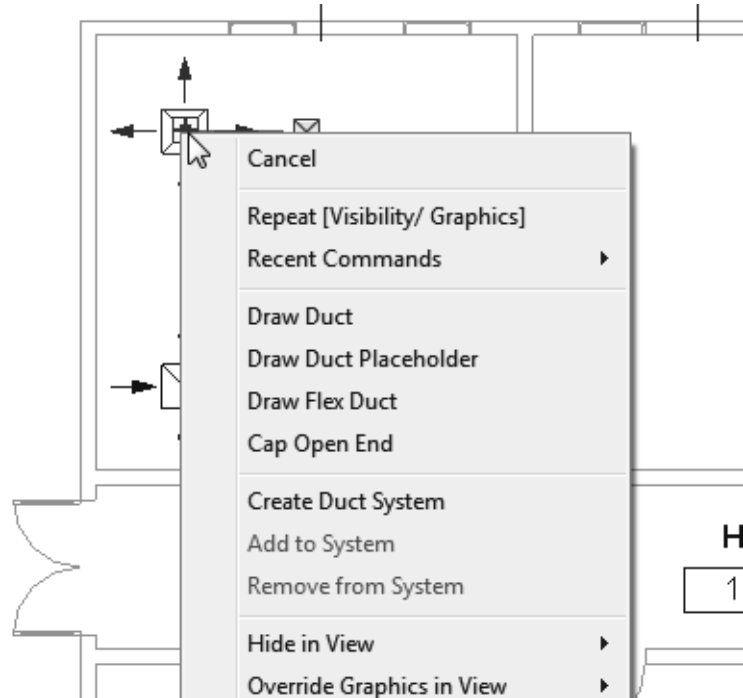 Cancel
Repeat [Visibility/ Graphics]
Recent Commands
Draw Duct
Draw Duct Placeholder
Draw Flex Duct
Cap Open End
Create Duct System
Add to System
H
Remove from System
1
Hide in View
Override Graphics in View